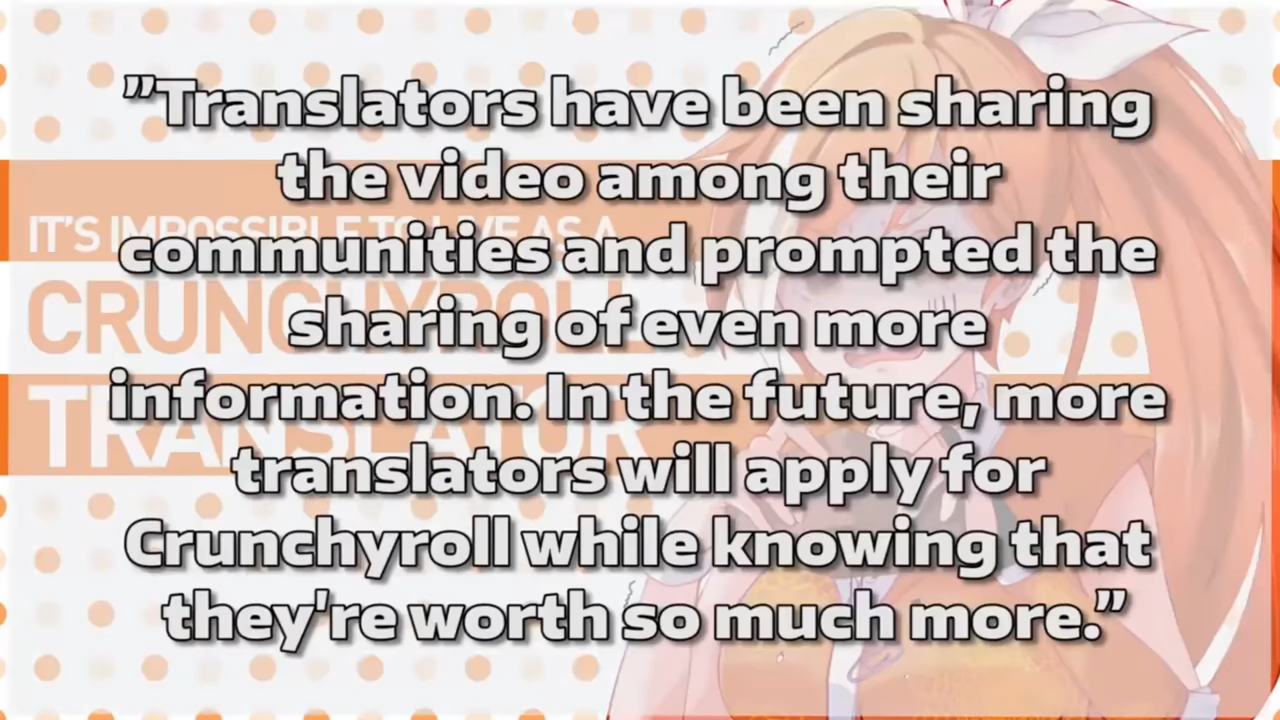 ”Translators have been sharing
the video among their
communities and prompted the
sharing of even more
information. In the future, more
translators will apply for
Crunchyroll while knowing that
they're worth so much more.”
IT'S IMPOSSIBLE TO LIVE AS A
CRUNCHYROLL
TRANSLATOR